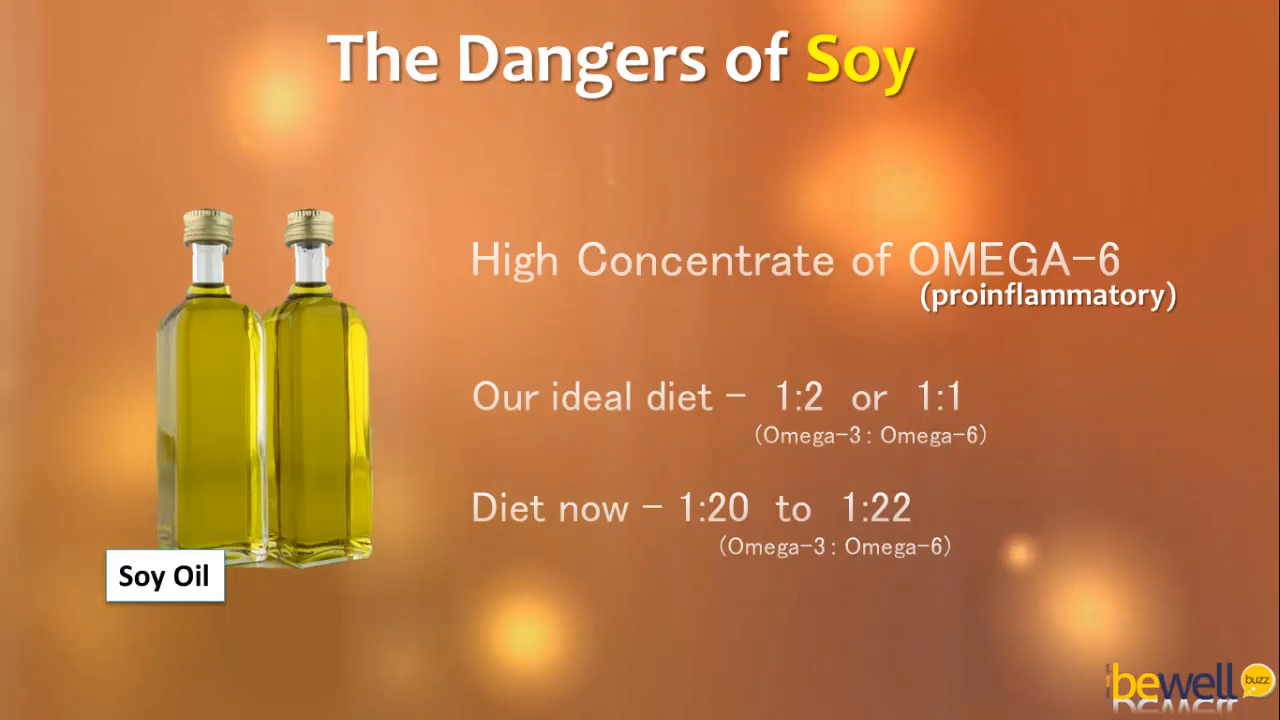 The Dangers of Soy
High Concentrate of OMEGA-6
(proinflammatory)
Our ideal diet - 1:2 or 1:1
(Omega-3 : Omega-6)
Diet now - 1:20 to 1:22
(Omega-3 : Omega-6)
Soy Oil
bewell buzz